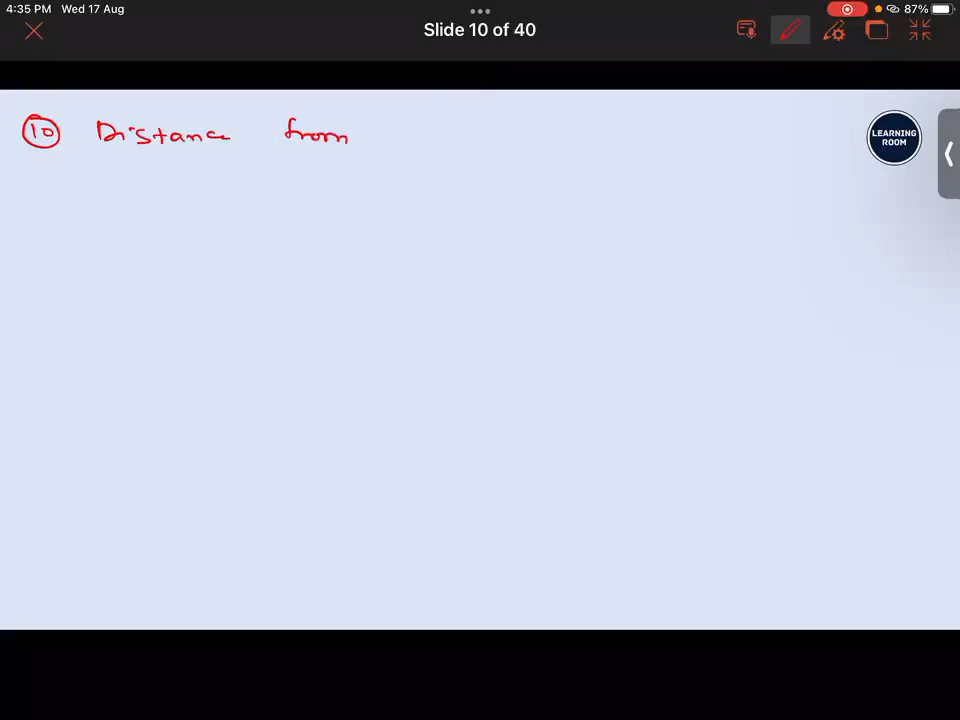 4:35 PM Wed 17 Aug
87%
Slide 10 of 40
10 Distance from
LEARNING
ROOM